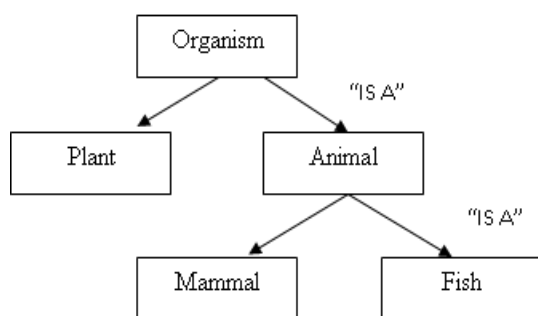 Organism
“IS A”
Plant
Animal
“IS A”
Mammal
Fish